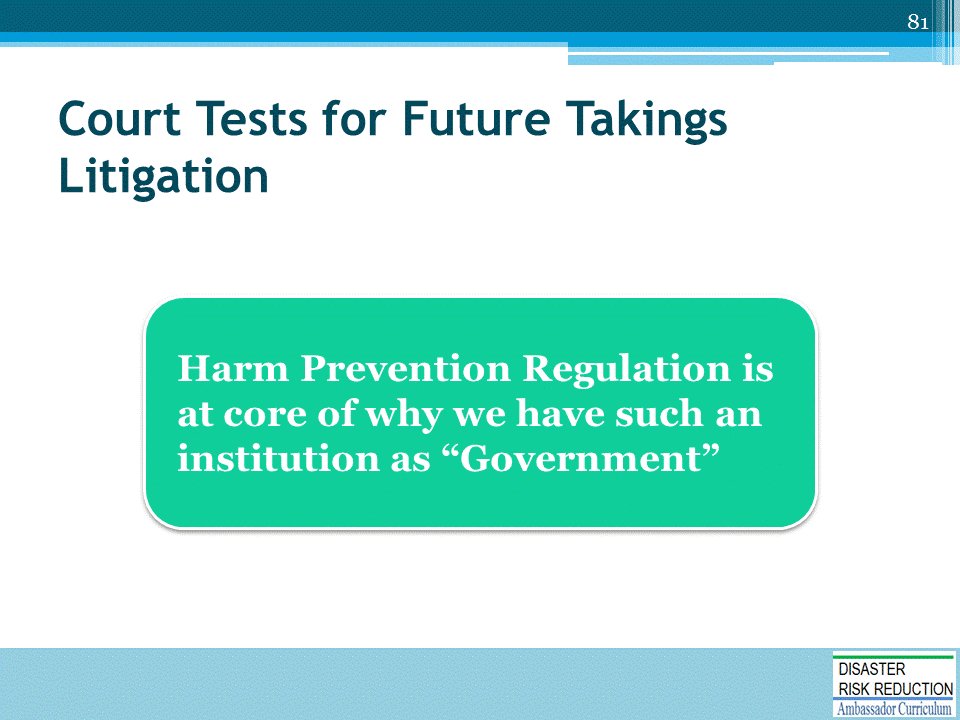 81
Court Tests for Future Takings
Litigation
Harm Prevention Regulation is
at core of why we have such an
institution as “Government”
DISASTER
RISK REDUCTION
Ambassador Curriculum